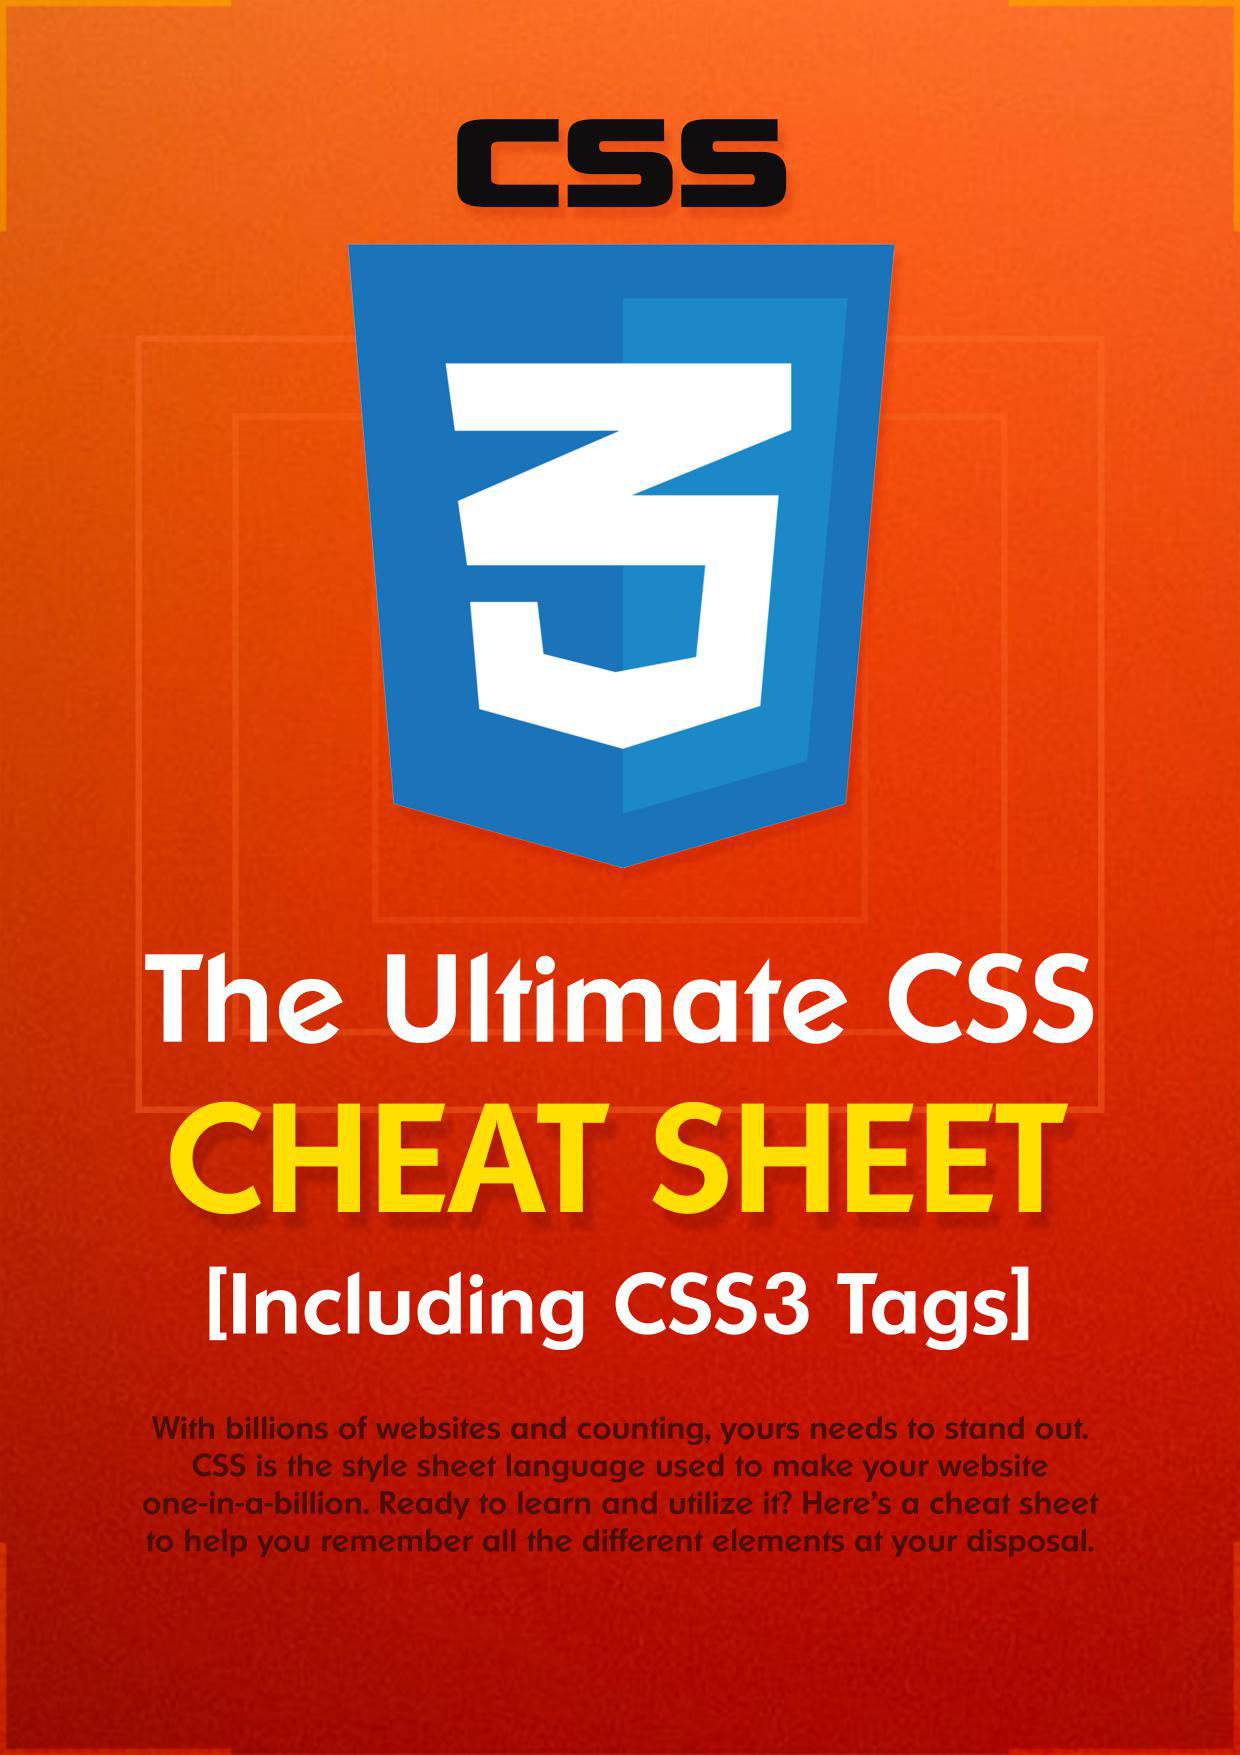 CSS
3
The Ultimate CSS
CHEAT SHEET
[Including CSS3 Tags]
With billions of websites and counting, yours needs to stand out.
CSS is the style sheet language used to make your website
one-in-a-billion. Ready to learn and utilize it? Here’s a cheat sheet
to help you remember all the different elements at your disposal.